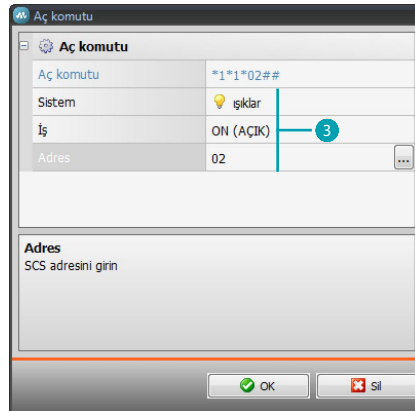 Aç komutu
Aç komutu
Aç komutu *1*1*02##
Sistem ışıklar
İş ON (AÇIK) 3
Adres 02 ...
Adres
SCS adresini girin
OK Sil